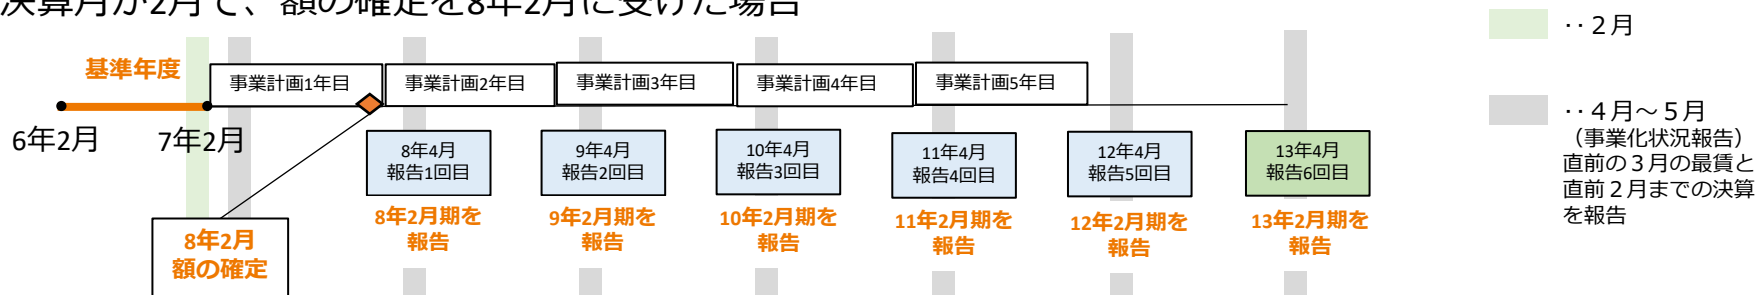 決算月が2月で、額の確定を8年2月に受けた場合
基準年度
事業計画1年目
事業計画2年目
事業計画3年目
事業計画4年目
事業計画5年目
6年2月
7年2月
8年2月
額の確定
8年4月
報告1回目
8年2月期を
報告
9年4月
報告2回目
9年2月期を
報告
10年4月
報告3回目
10年2月期を
報告
11年4月
報告4回目
11年2月期を
報告
12年4月
報告5回目
12年2月期を
報告
13年4月
報告6回目
13年2月期を
報告
‥２月
‥４月～５月
（事業化状況報告）
直前の３月の最賃と
直前２月までの決算
を報告